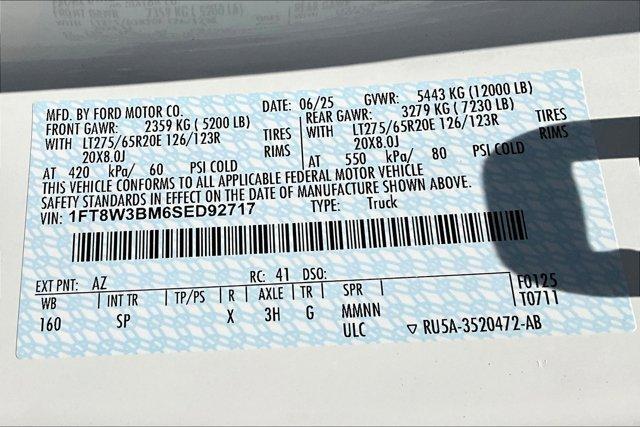 MFD. BY FORD MOTOR CO. DATE: 06/25 GVWR: 5443 KG (12000 LB)
FRONT GAWR: 2359 KG (5200 LB) REAR GAWR: 3279 KG (7230 LB)
WITH LT275/65R20E 126/123R TIRES WITH LT275/65R20E 126/123R TIRES
20X8.0J RIMS 20X8.0J RIMS
AT 420 kPa/ 60 PSI COLD AT 550 kPa/ 80 PSI COLD
THIS VEHICLE CONFORMS TO ALL APPLICABLE FEDERAL MOTOR VEHICLE
SAFETY STANDARDS IN EFFECT ON THE DATE OF MANUFACTURE SHOWN ABOVE.
VIN: 1FT8W3BM6SED92717 TYPE: Truck
EXT PNT: AZ RC: 41 DSO: F0125
WB INT TR TP/PS R AXLE TR SPR T0711
160 SP X 3H G MMNN
ULC ▽ RU5A-3520472-AB